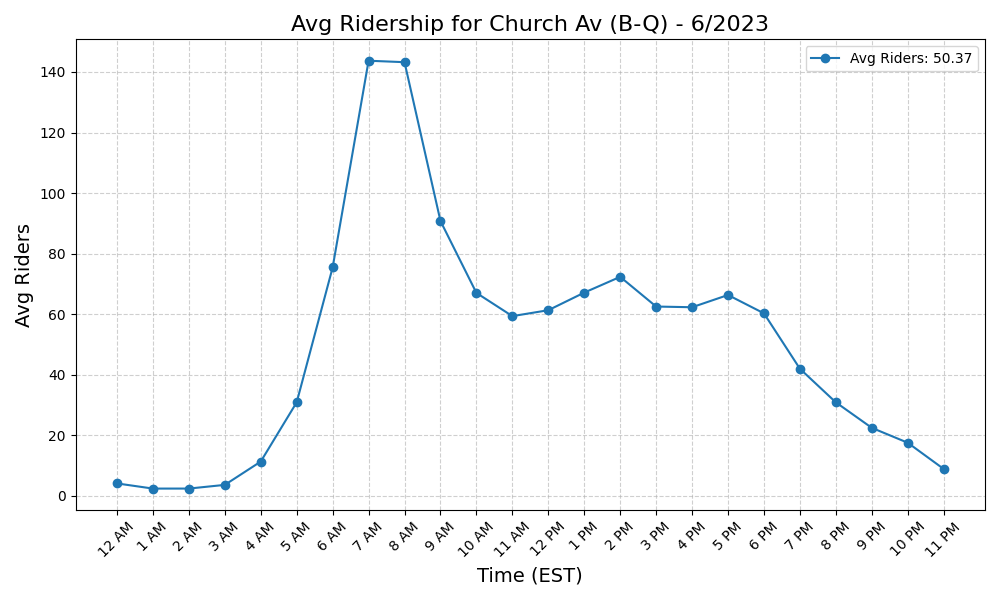 Avg Ridership for Church Av (B-Q) - 6/2023
Avg Riders: 50.37
Avg Riders
140
120
100
80
60
40
20
0
12 AM
1 AM
2 AM
3 AM
4 AM
5 AM
6 AM
7 AM
8 AM
9 AM
10 AM
11 AM
12 PM
1 PM
2 PM
3 PM
4 PM
5 PM
6 PM
7 PM
8 PM
9 PM
10 PM
11 PM
Time (EST)